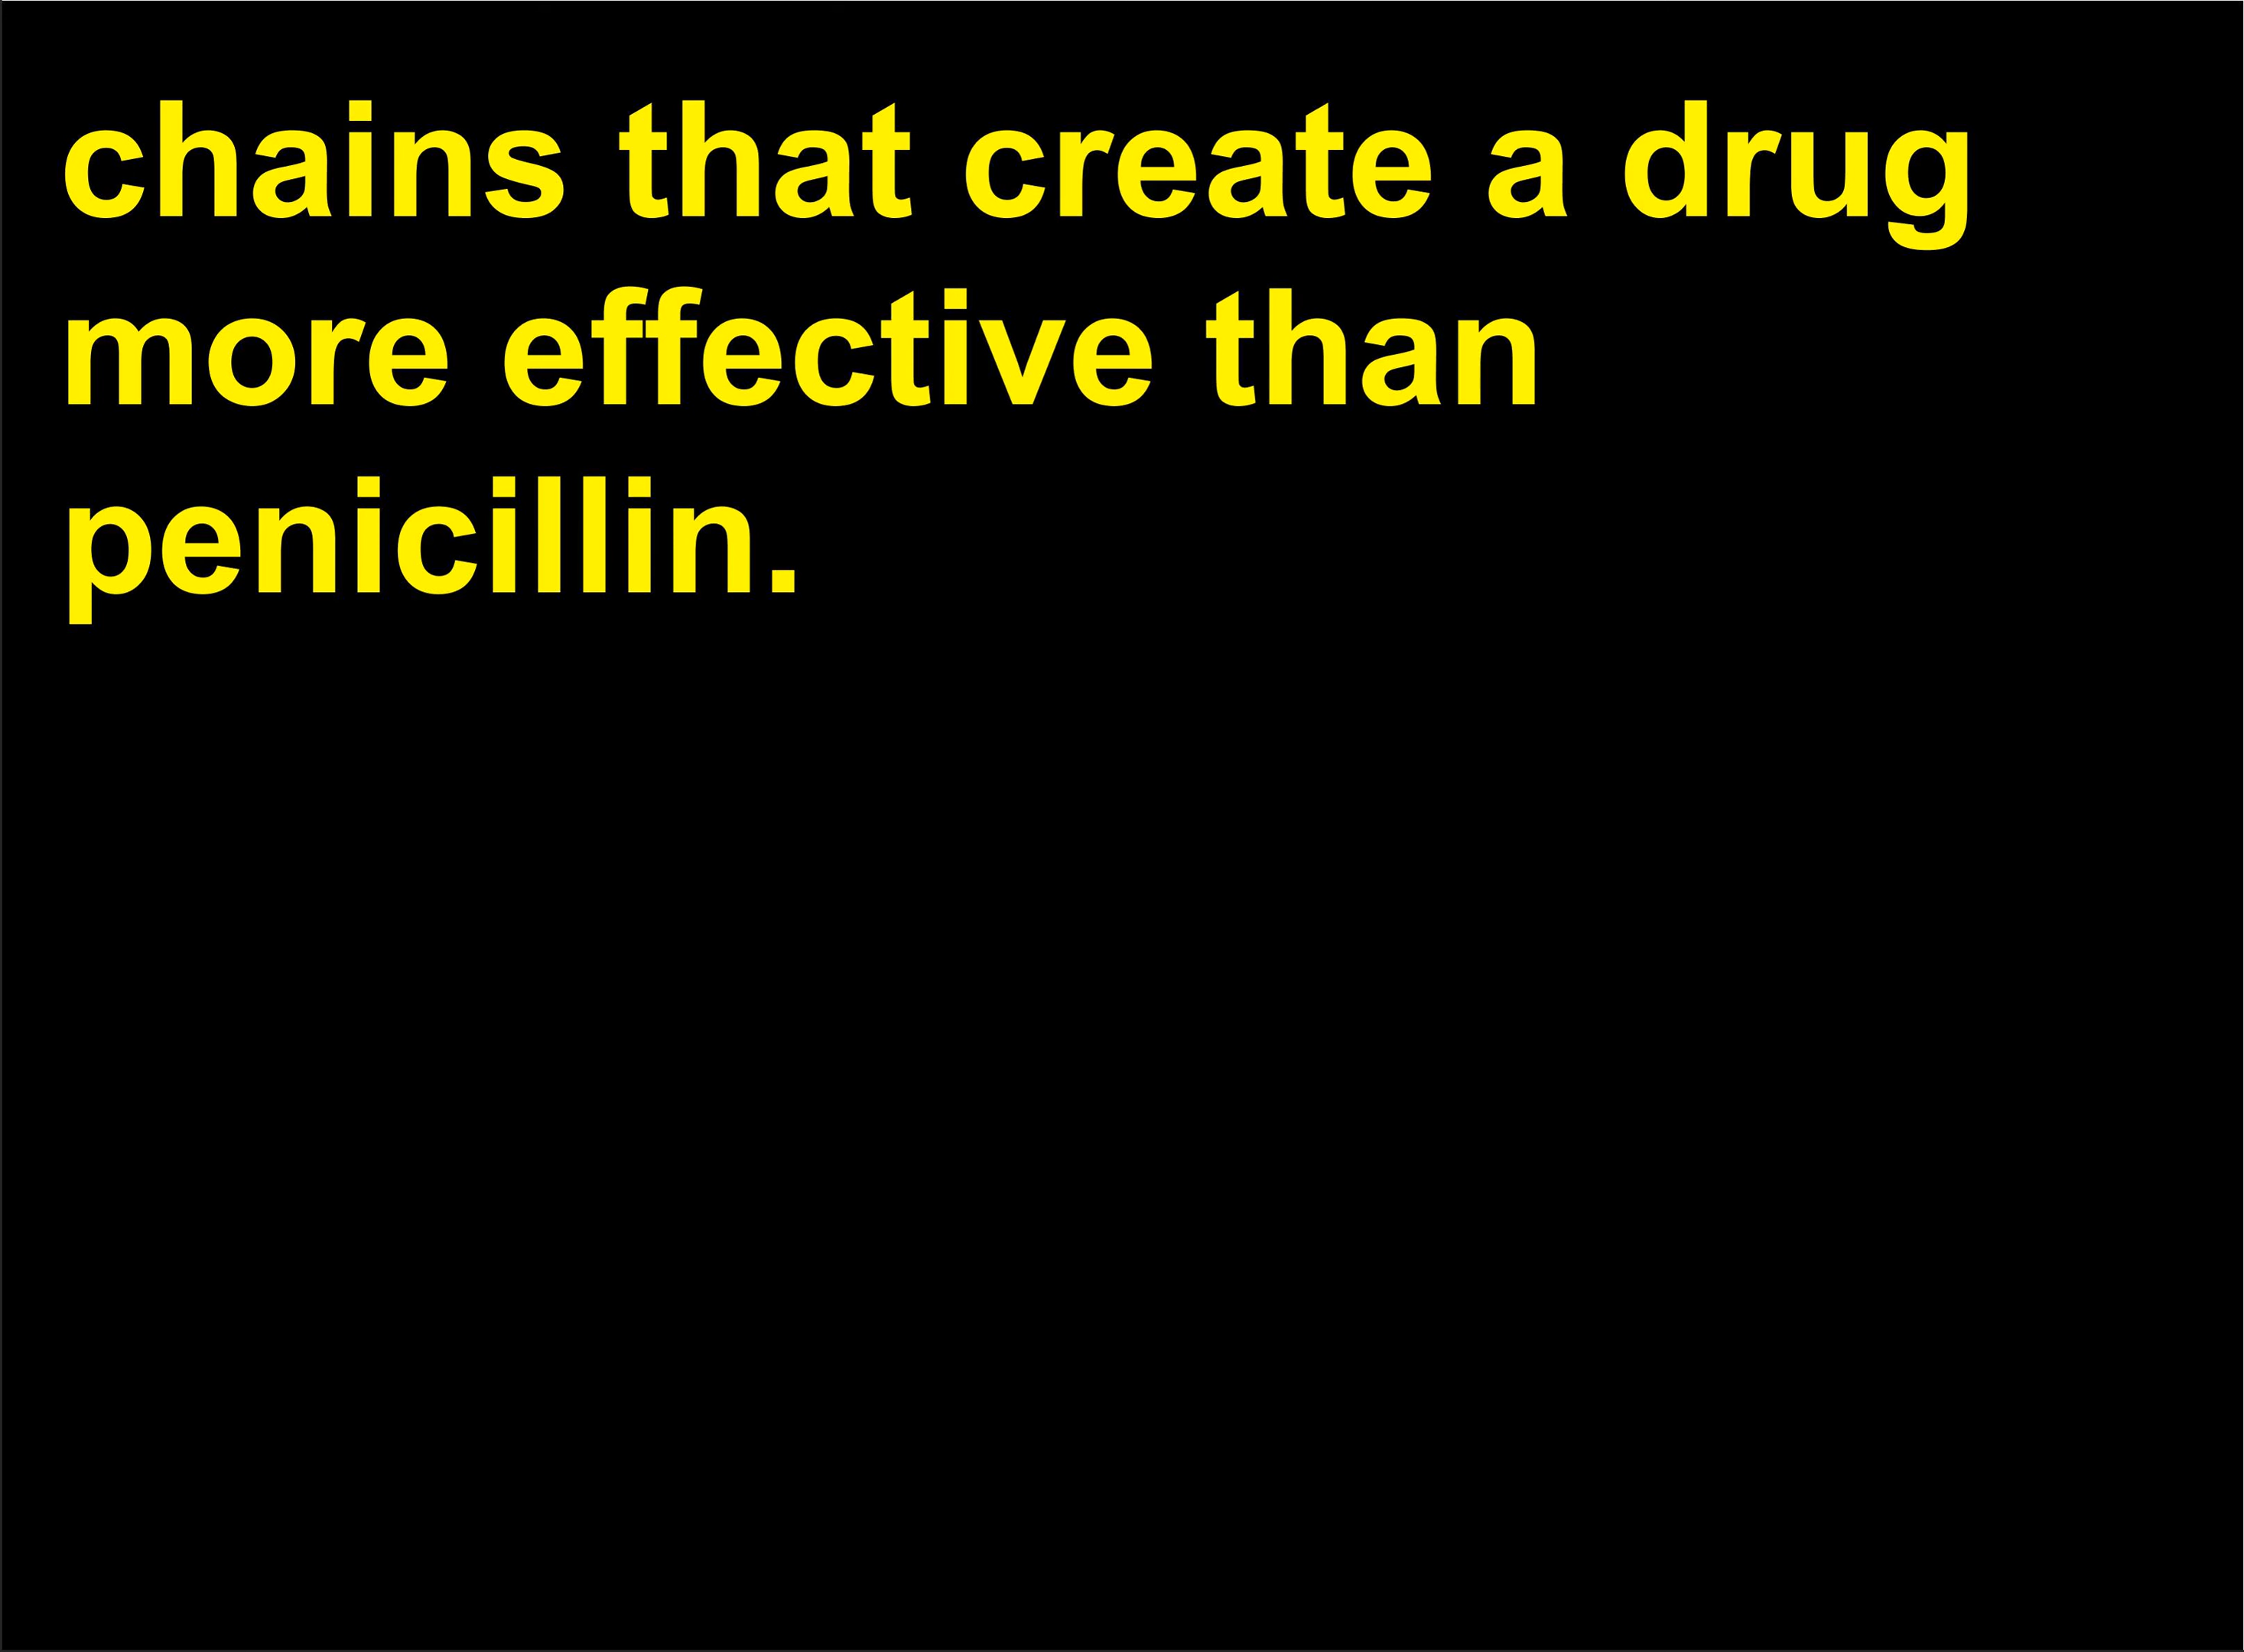 chains that create a drug
more effective than
penicillin.